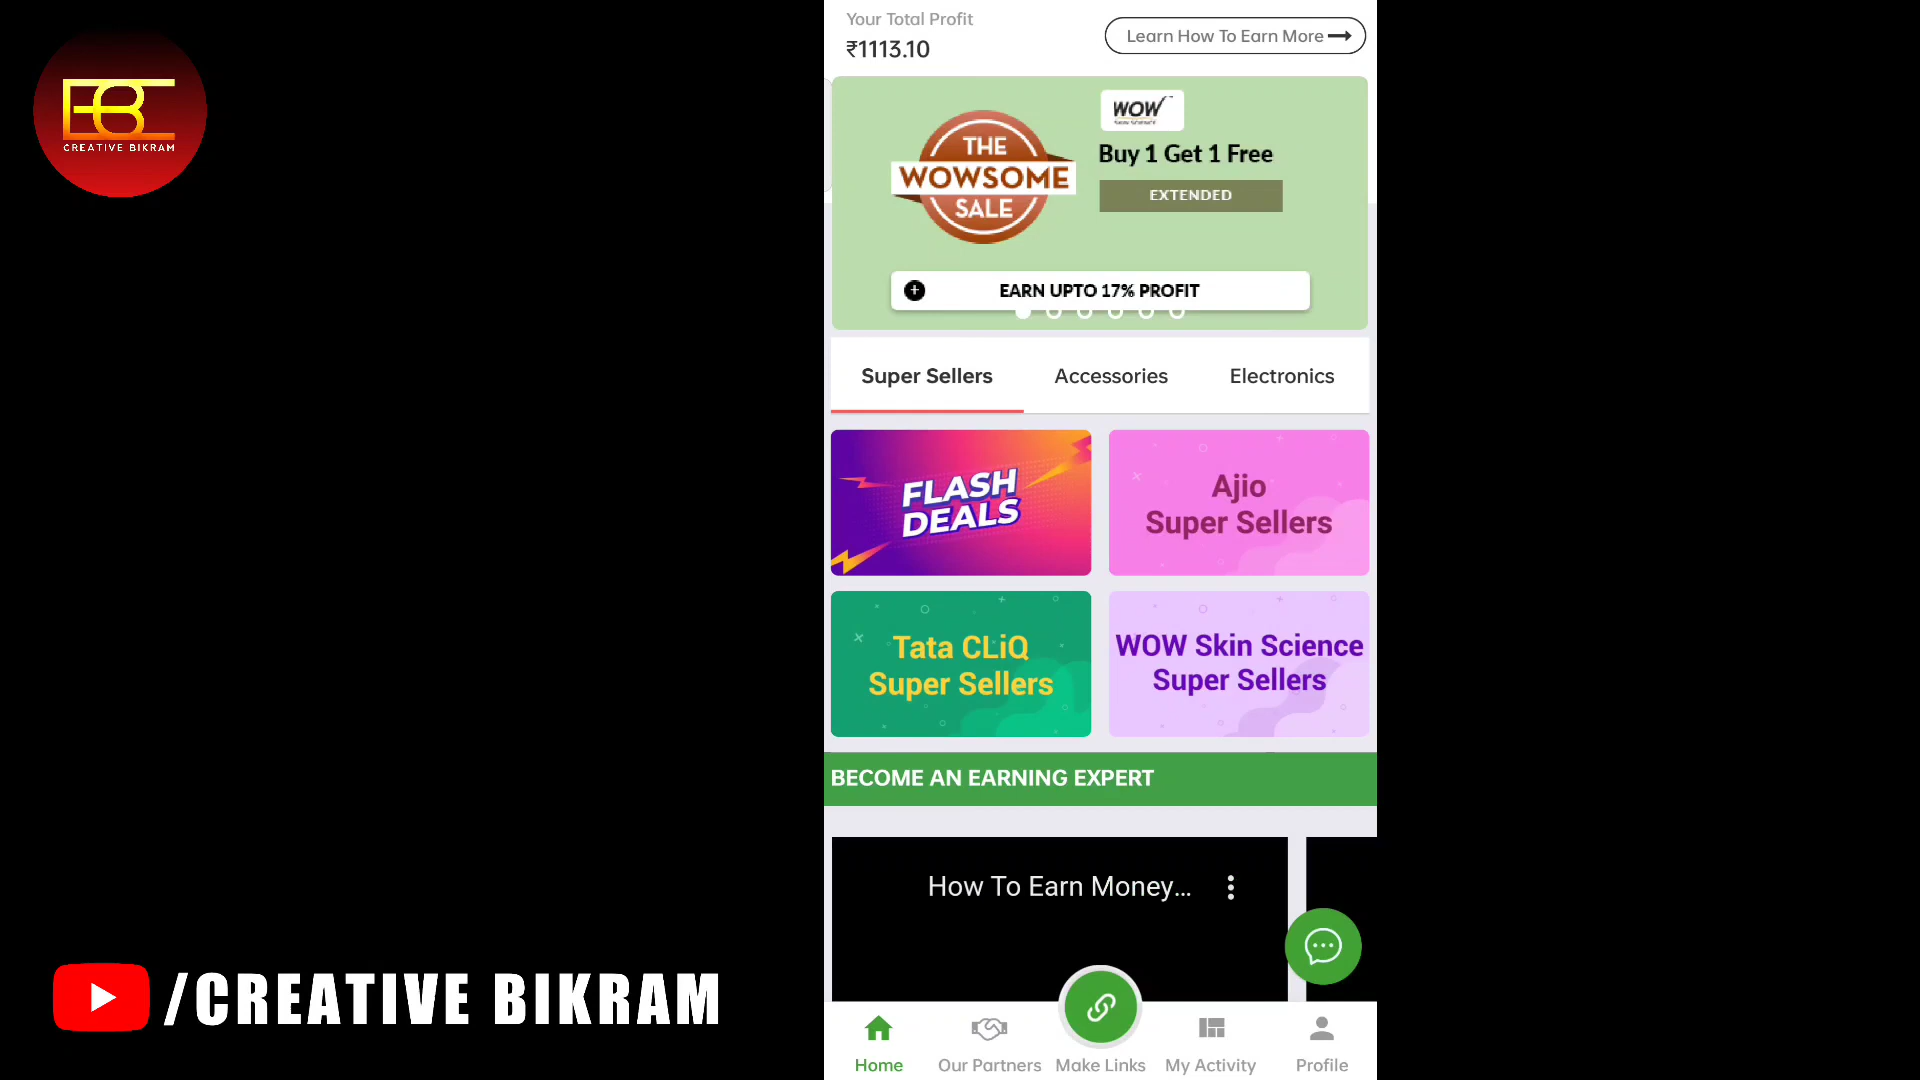 EBC
CREATIVE BIKRAM
Your Total Profit
₹1113.10
Learn How To Earn More
THE
WOWSOME
SALE
WOW
SKIN SCIENCE
Buy 1 Get 1 Free
EXTENDED
EARN UPTO 17% PROFIT
Super Sellers
Accessories
Electronics
FLASH
DEALS
Ajio
Super Sellers
Tata CLiQ
Super Sellers
WOW Skin Science
Super Sellers
BECOME AN EARNING EXPERT
How To Earn Money...
/CREATIVE BIKRAM
Home
Our Partners
Make Links
My Activity
Profile